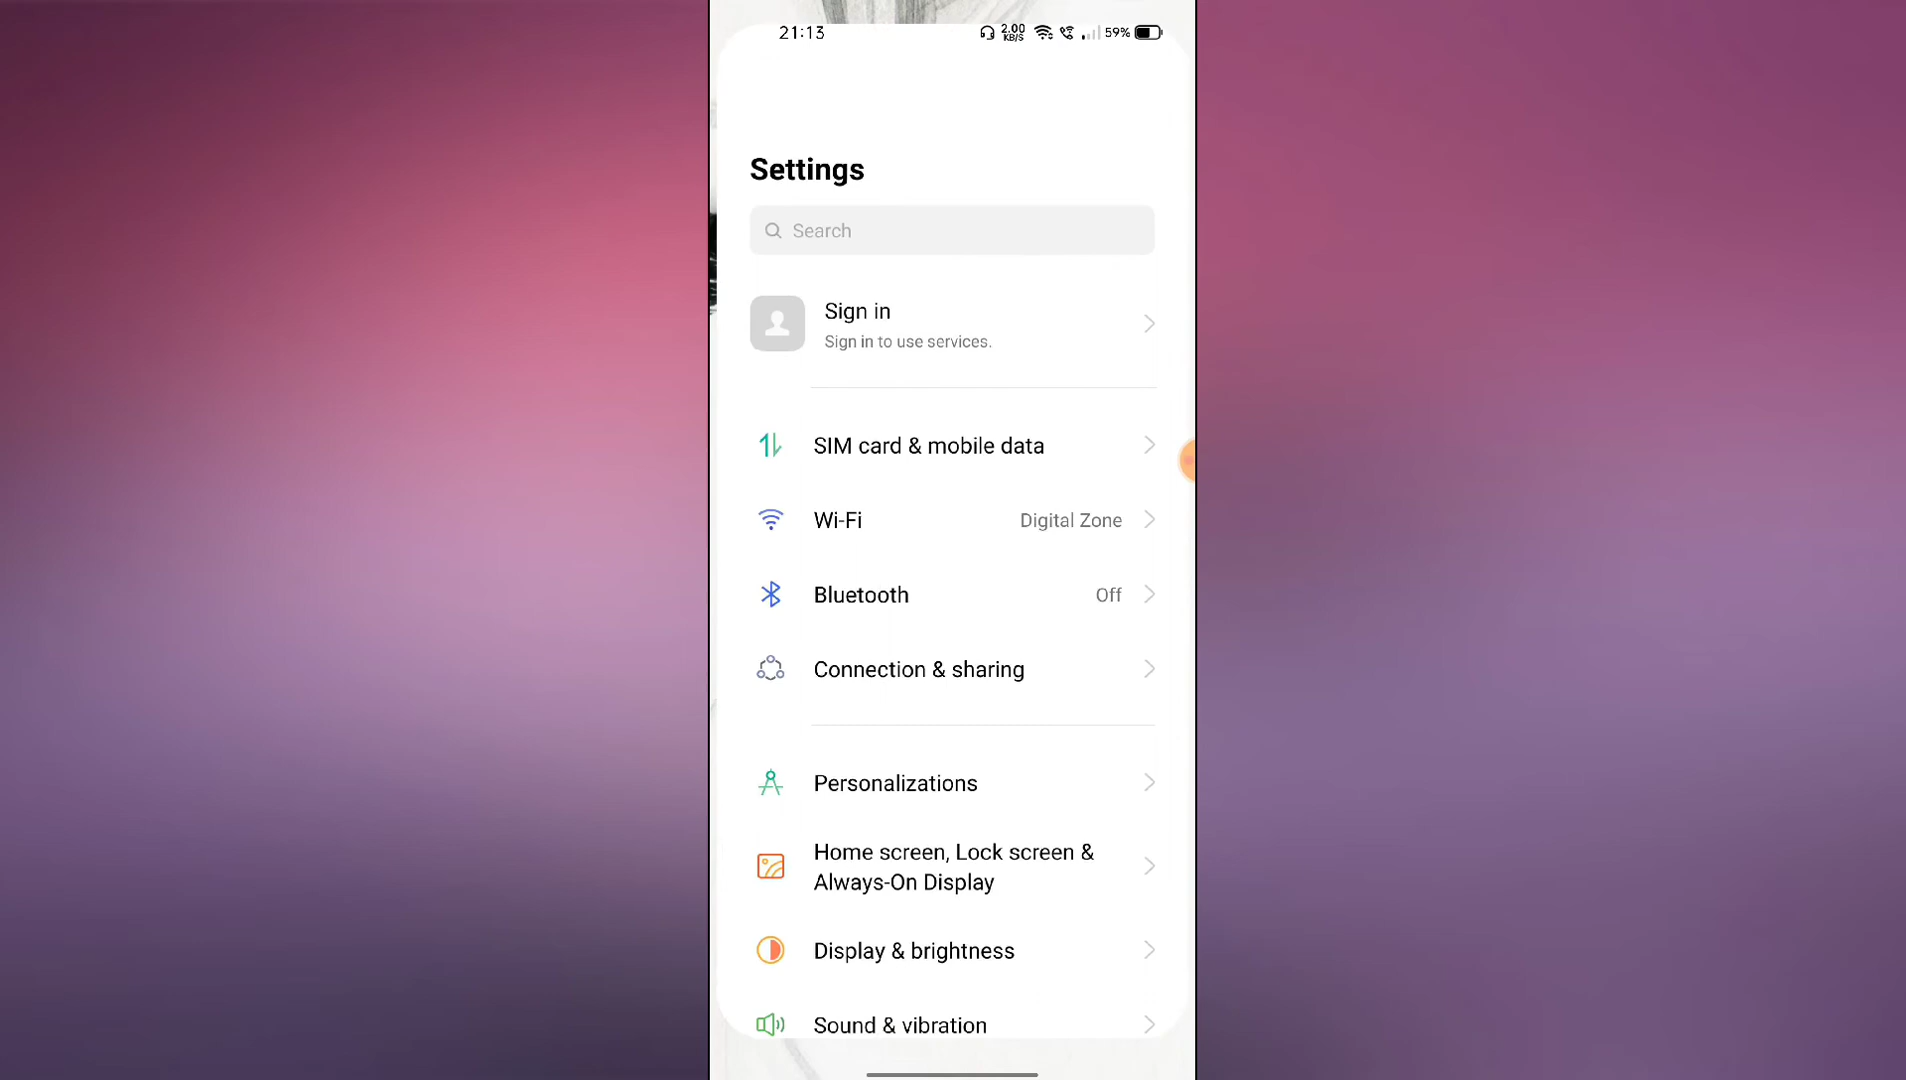 21:13
2.00
KB/S
59%
Settings
Search
Sign in
Sign in to use services.
SIM card & mobile data
Wi-Fi
Digital Zone
Bluetooth
Off
Connection & sharing
Personalizations
Home screen, Lock screen &
Always-On Display
Display & brightness
Sound & vibration